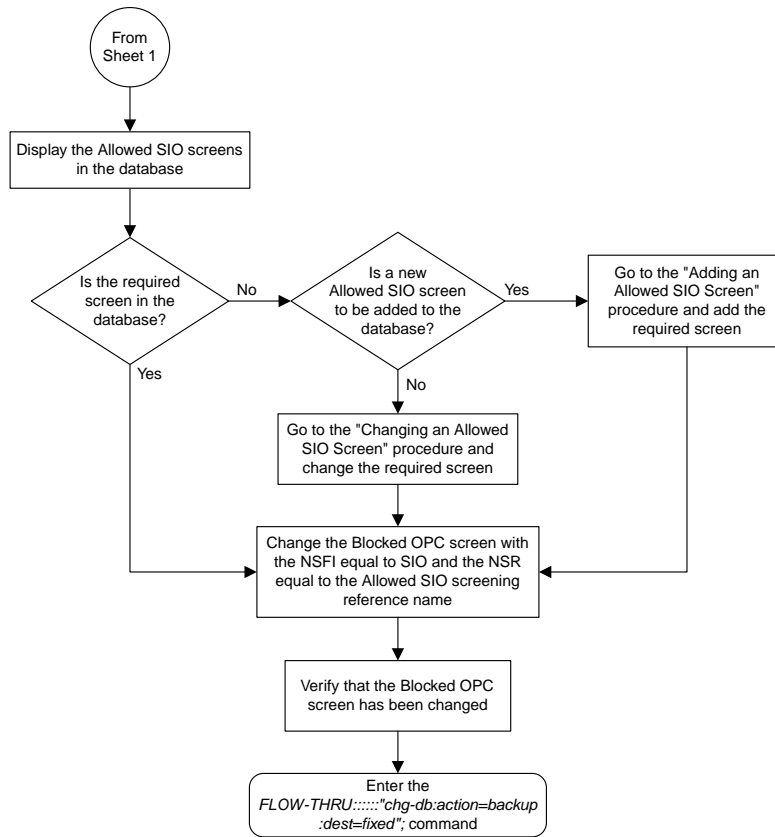 From
Sheet 1
Display the Allowed SIO screens
in the database
Is the required
screen in the
database?
No
Yes
Is a new
Allowed SIO screen
to be added to the
database?
Yes
No
Go to the "Adding an
Allowed SIO Screen"
procedure and add the
required screen
Go to the "Changing an Allowed
SIO Screen" procedure and
change the required screen
Change the Blocked OPC screen with
the NSFI equal to SIO and the NSR
equal to the Allowed SIO screening
reference name
Verify that the Blocked OPC
screen has been changed
Enter the
FLOW-THRU::::::"chg-db:action=backup
:dest=fixed"; command